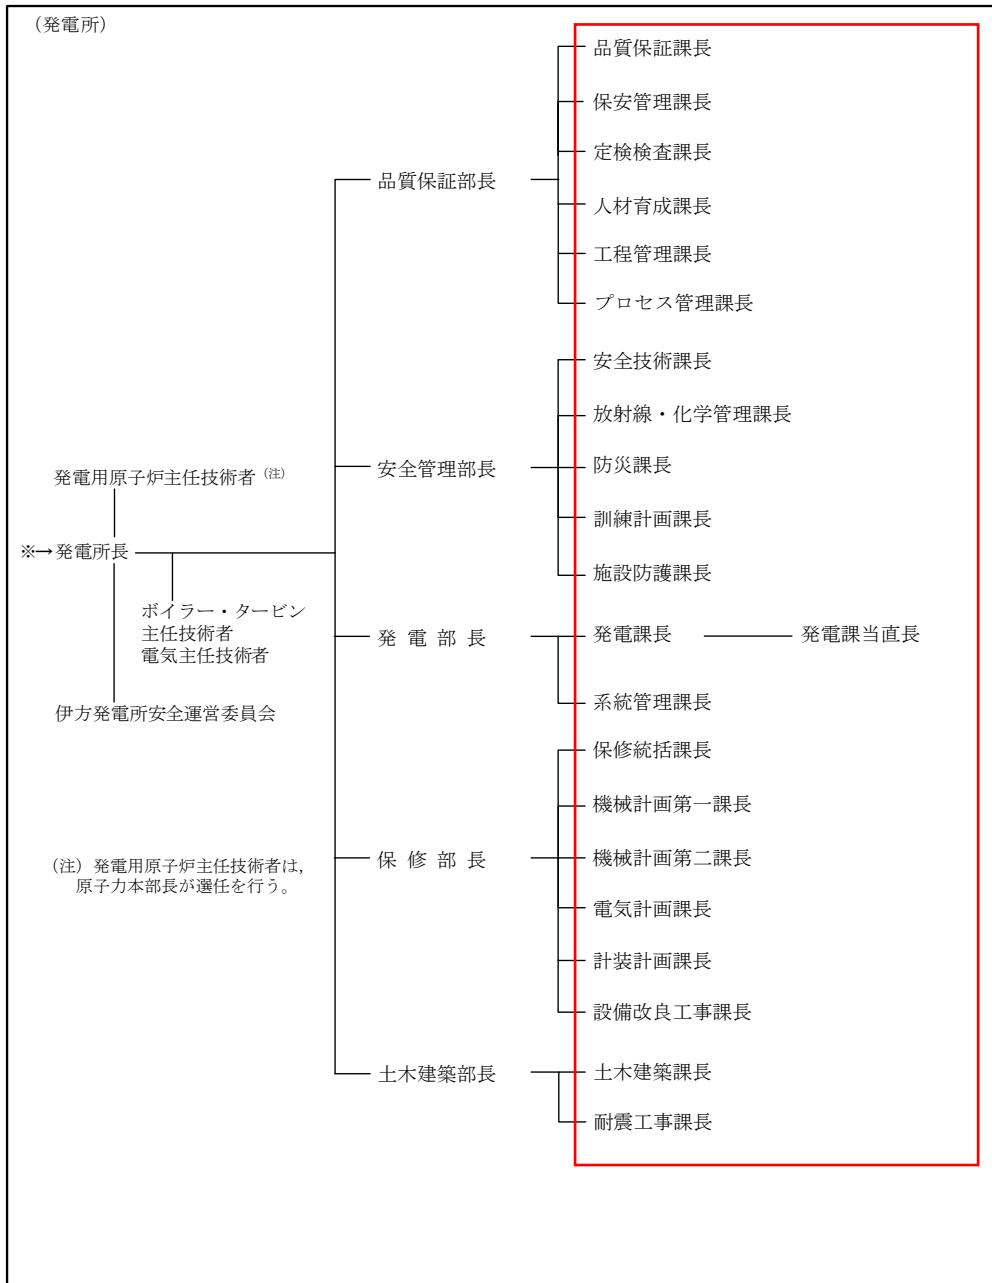 （発電所）
品質保証課長
保安管理課長
定検検査課長
品質保証部長
人材育成課長
工程管理課長
プロセス管理課長
安全技術課長
放射線・化学管理課長
安全管理部長
防災課長
訓練計画課長
施設防護課長
発電用原子炉主任技術者（注）
※→発電所長
ボイラー・タービン
主任技術者
電気主任技術者
伊方発電所安全運営委員会
発 電 部 長
発電課長
発電課当直長
系統管理課長
保修統括課長
機械計画第一課長
保 修 部 長
機械計画第二課長
電気計画課長
計装計画課長
設備改良工事課長
（注）発電用原子炉主任技術者は，
原子力本部長が選任を行う。
土木建築部長
土木建築課長
耐震工事課長